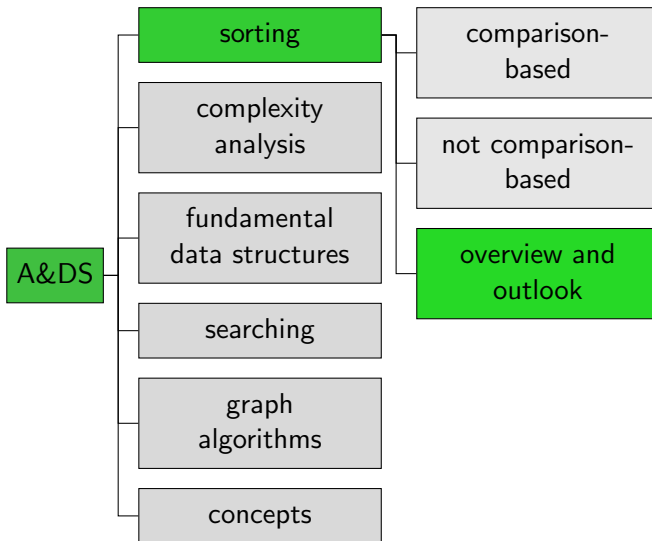 A&DS
sorting
complexity
analysis
fundamental
data structures
searching
graph
algorithms
concepts
comparison-
based
not comparison-
based
overview and
outlook